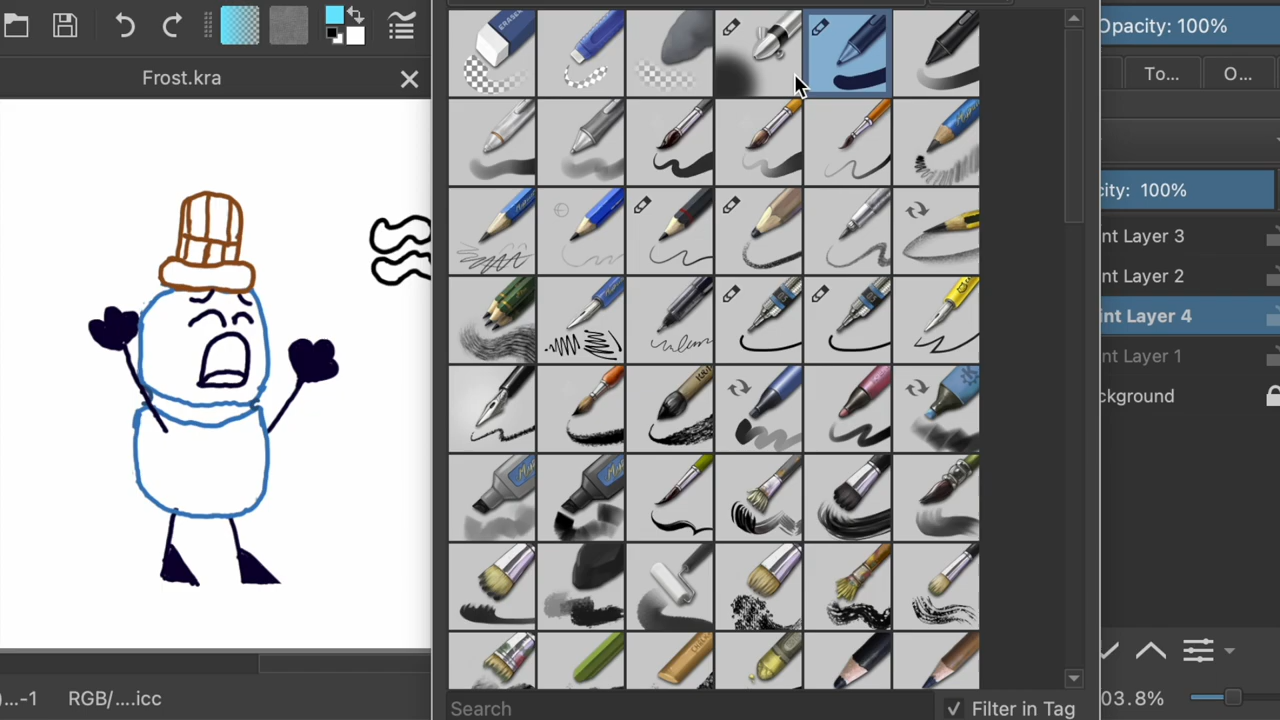 Opacity: 100%
Frost.kra
To...
O...
city: 100%
nt Layer 3
nt Layer 2
int Layer 4
nt Layer 1
ckground
)...-1
RGB/....icc
03.8%
Search
Filter in Tag
ERASER